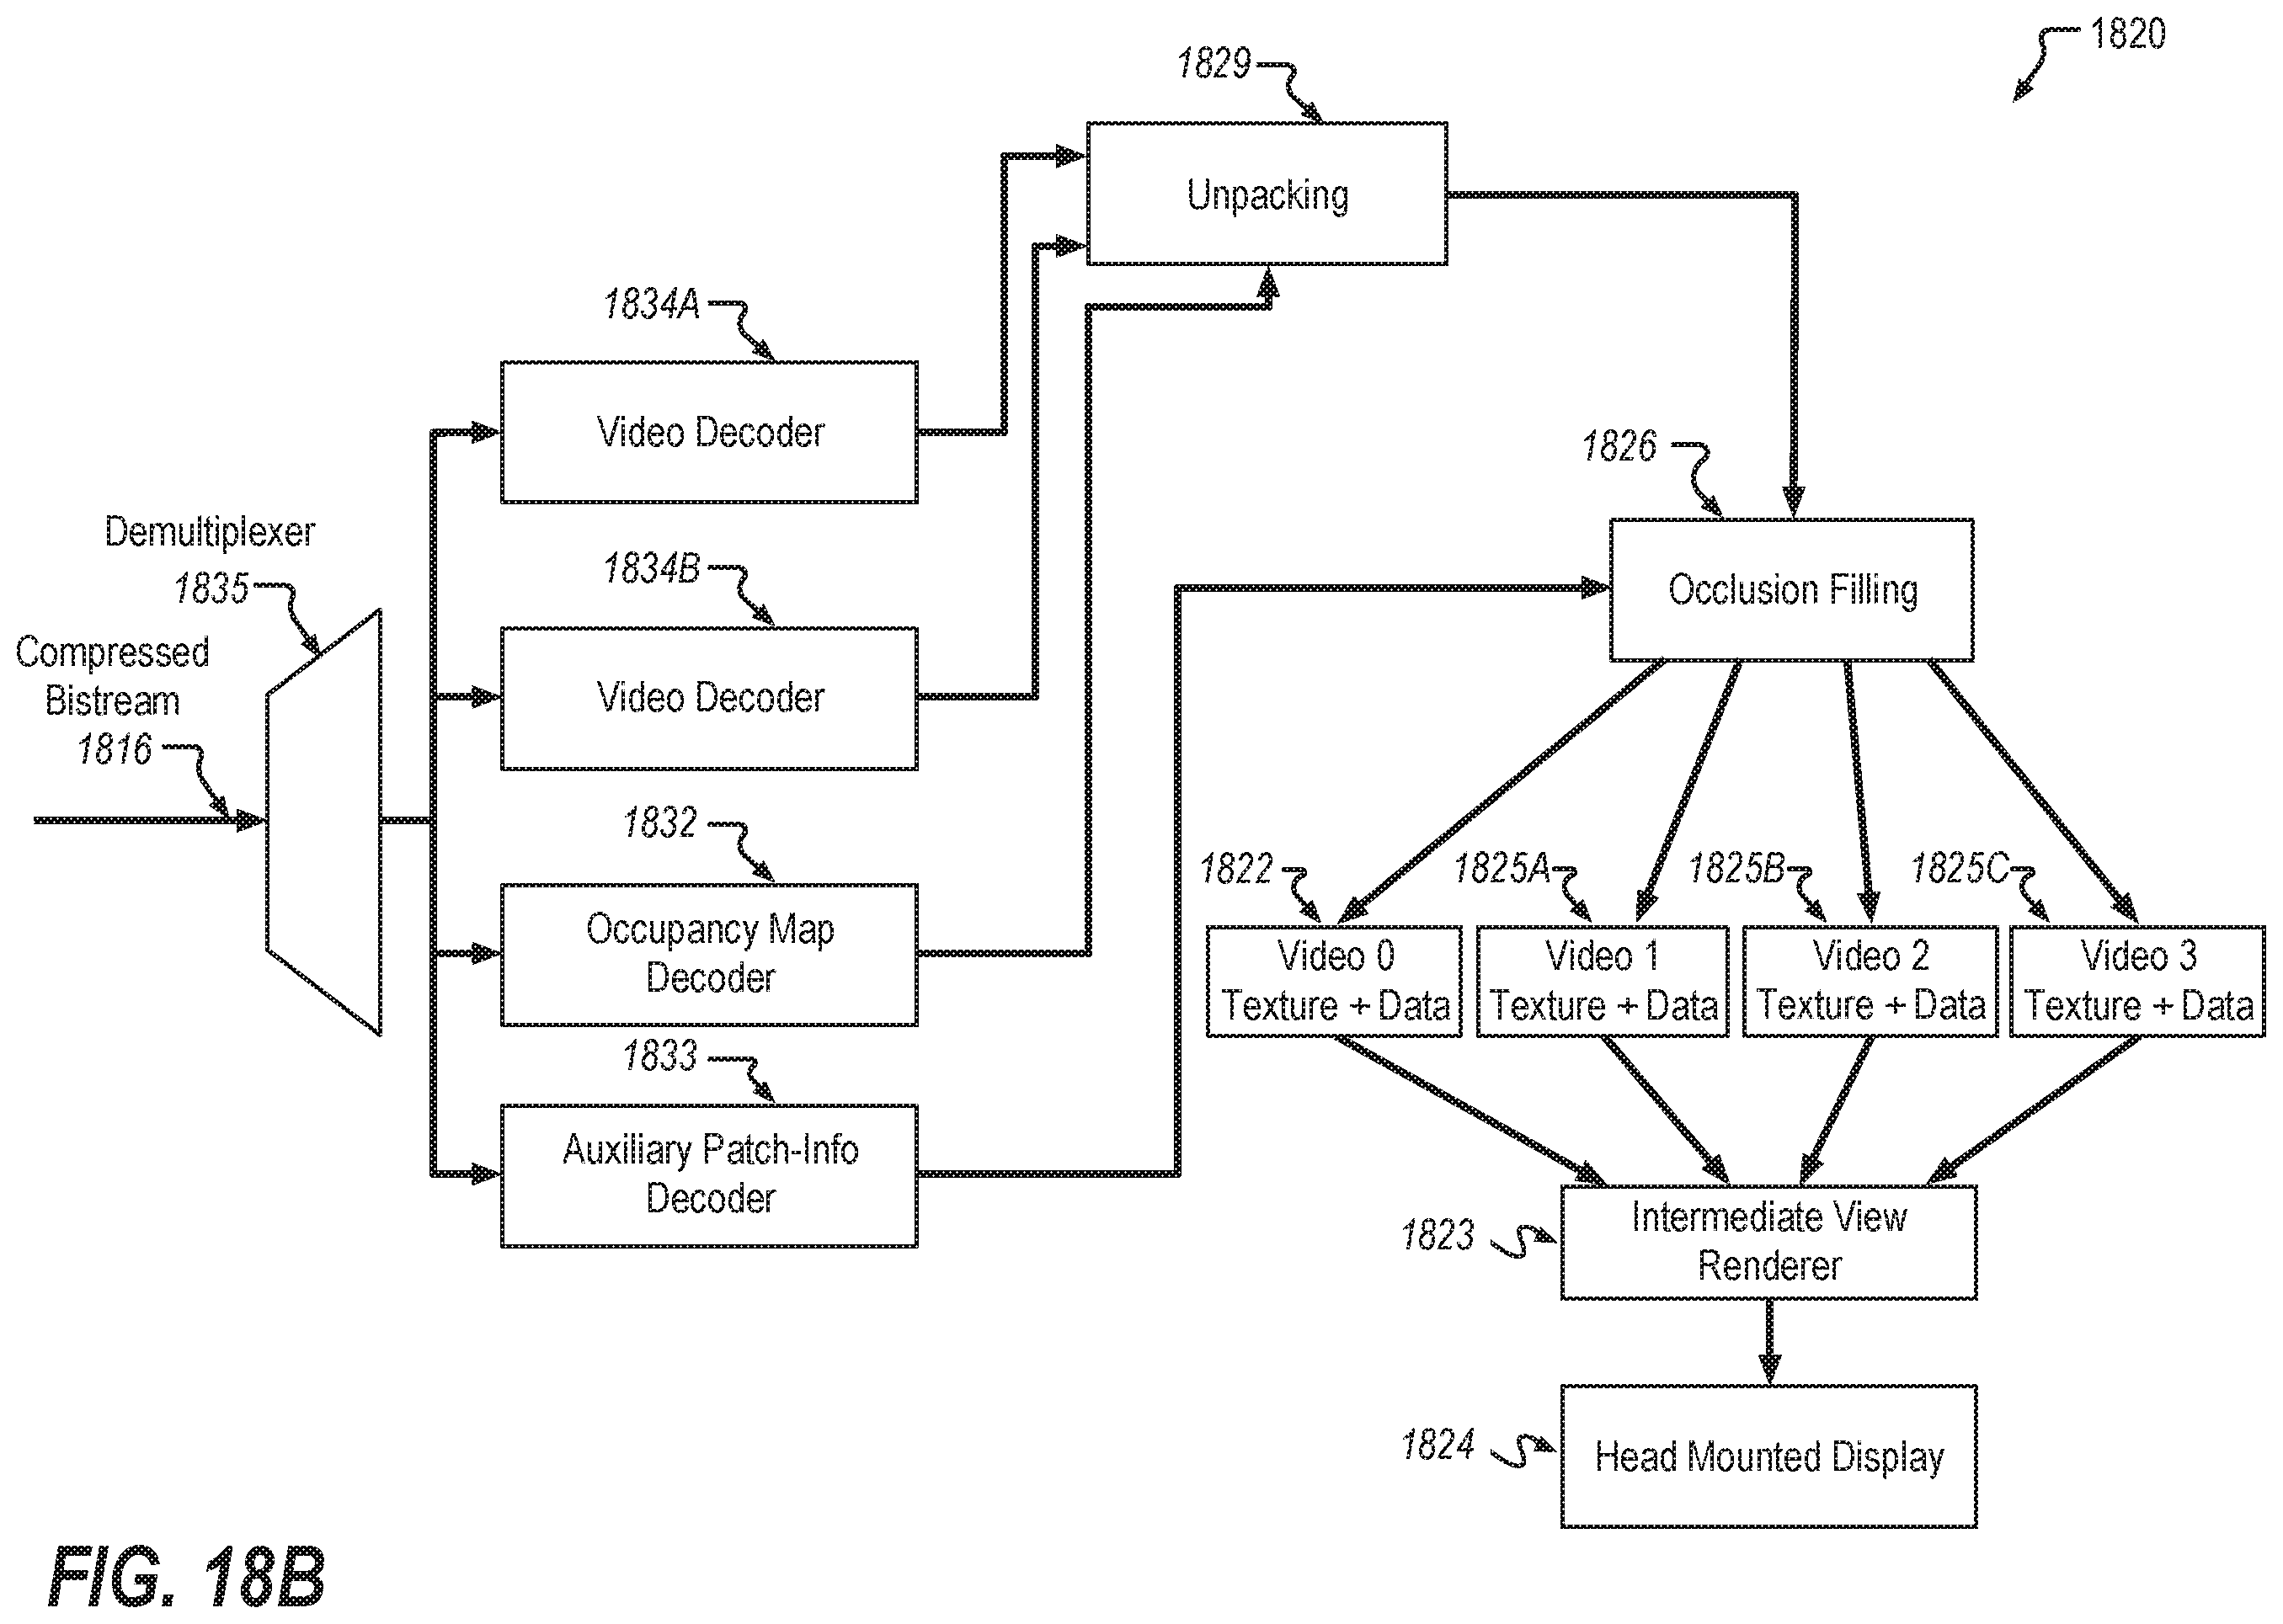 1820
1829
Unpacking
1834A
Video Decoder
1826
Occlusion Filling
Demultiplexer
1835
1834B
Video Decoder
Compressed
Bistream
1816
1832
Occupancy Map
Decoder
1822
1825A
1825B
1825C
Video 0
Texture + Data
Video 1
Texture + Data
Video 2
Texture + Data
Video 3
Texture + Data
1833
Auxiliary Patch-Info
Decoder
1823
Intermediate View
Renderer
1824
Head Mounted Display
FIG. 18B